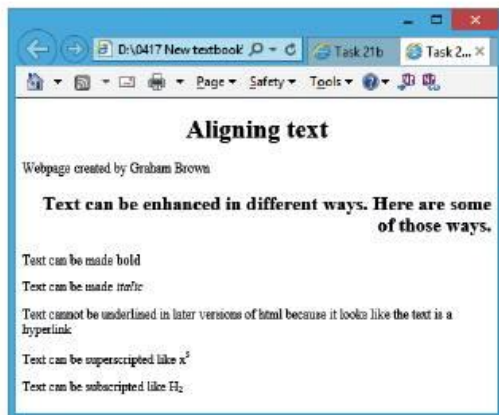 D:\0417 New textbook
Task 21b
Task 2...
Page
Safety
Tools
Aligning text
Webpage created by Graham Brown
Text can be enhanced in different ways. Here are some
of those ways.
Text can be made bold
Text can be made italic
Text cannot be underlined in later versions of html because it looks like the text is a
hyperlink
Text can be superscripted like x⁵
Text can be subscripted like H₂